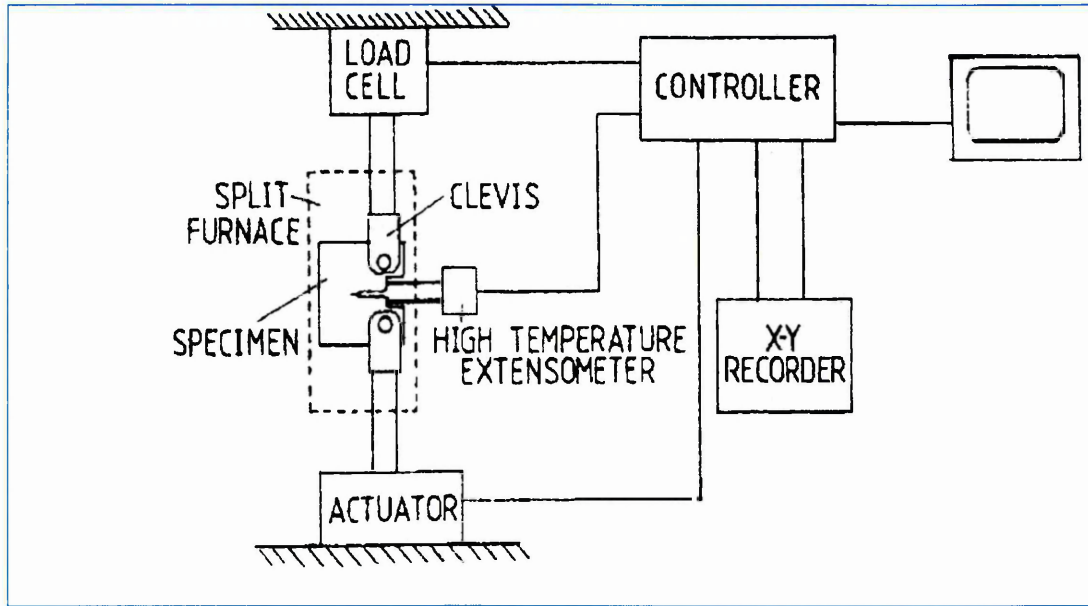 LOAD
CELL
CONTROLLER
SPLIT
FURNACE
CLEVIS
SPECIMEN
HIGH TEMPERATURE
EXTENSOMETER
X-Y
RECORDER
ACTUATOR